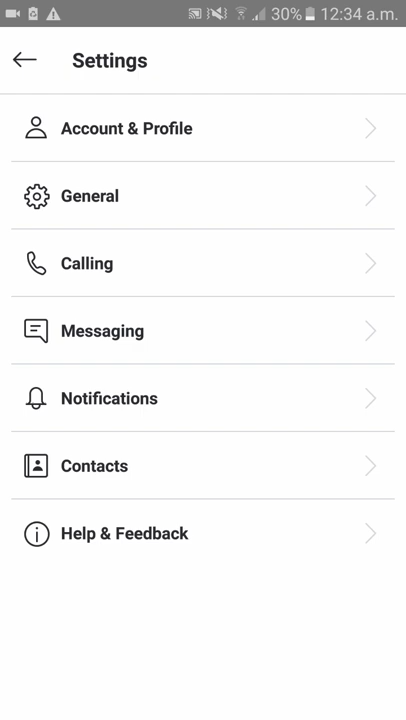 30% 12:34 a.m.
Settings
Account & Profile
General
Calling
Messaging
Notifications
Contacts
Help & Feedback